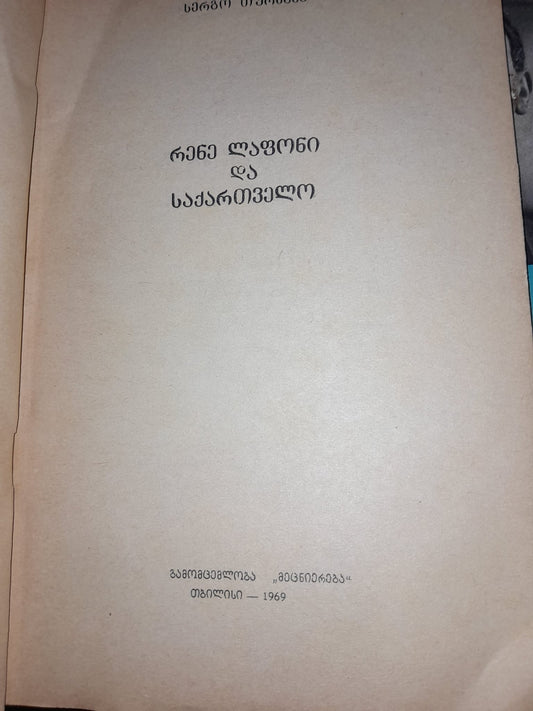 სერგო
რენე ლაფონი
და
საქართველო
გამომცემლობა „მეცნიერება“
თბილისი — 1969